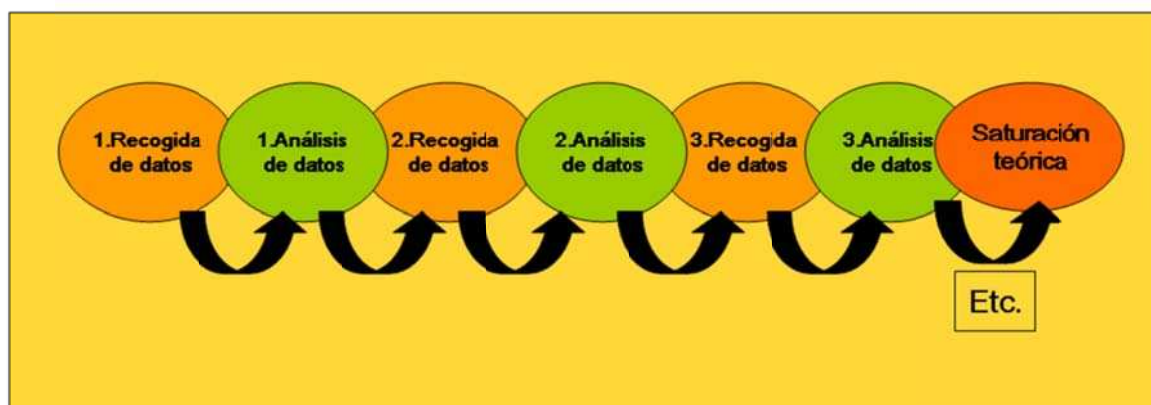 1.Recogida
de datos
1.Análisis
de datos
2.Recogida
de datos
2.Análisis
de datos
3.Recogida
de datos
3.Análisis
de datos
Saturación
teórica
Etc.